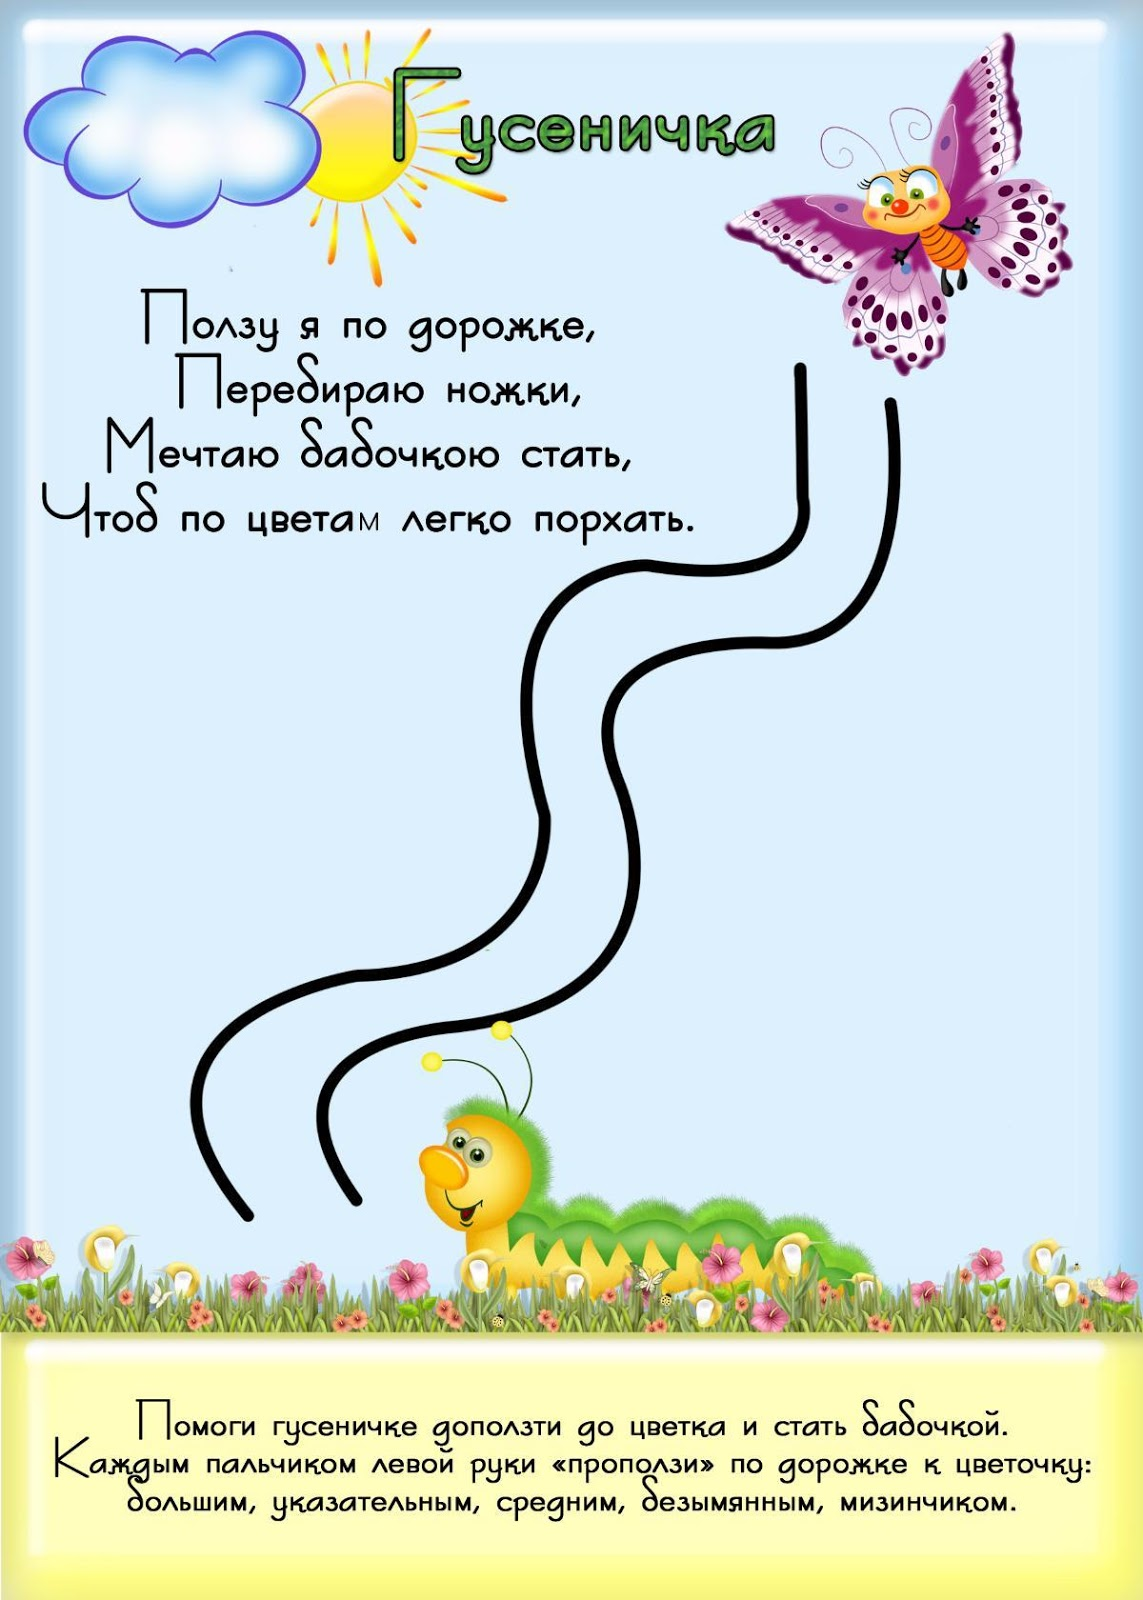 Гусеничка
Ползу я по дорожке,
Перебираю ножки,
Мечтаю бабочкою стать,
Чтоб по цветам легко порхать.
Помоги гусеничке доползти до цветка и стать бабочкой.
Каждым пальчиком левой руки «проползи» по дорожке к цветочку:
большим, указательным, средним, безымянным, мизинчиком.